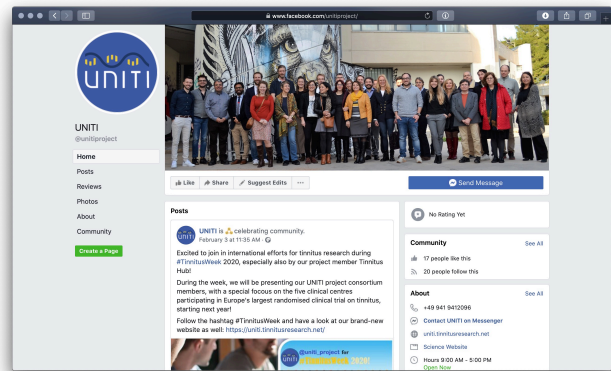 www.facebook.com/unitiproject/
UNITI
UNITI
@unitiproject
Home
Posts
Reviews
Photos
About
Community
Create a Page
Like Share Suggest Edits ...
Send Message
Posts
UNITI is celebrating community.
February 3 at 11:35 AM ·
Excited to join in international efforts for tinnitus research during
#TinnitusWeek 2020, especially also by our project member Tinnitus
Hub!
During the week, we will be presenting our UNITI project consortium
members, with a special focus on the five clinical centres
participating in Europe's largest randomised clinical trial on tinnitus,
starting next year!
Follow the hashtag #TinnitusWeek and have a look at our brand-new
website as well: https://uniti.tinnitusresearch.net/
@uniti_project for
UNITI
No Rating Yet
Community See All
17 people like this
20 people follow this
About See All
+49 941 9412096
Contact UNITI on Messenger
uniti.tinnitusresearch.net
Science Website
Hours 9:00 AM - 5:00 PM
Open Now